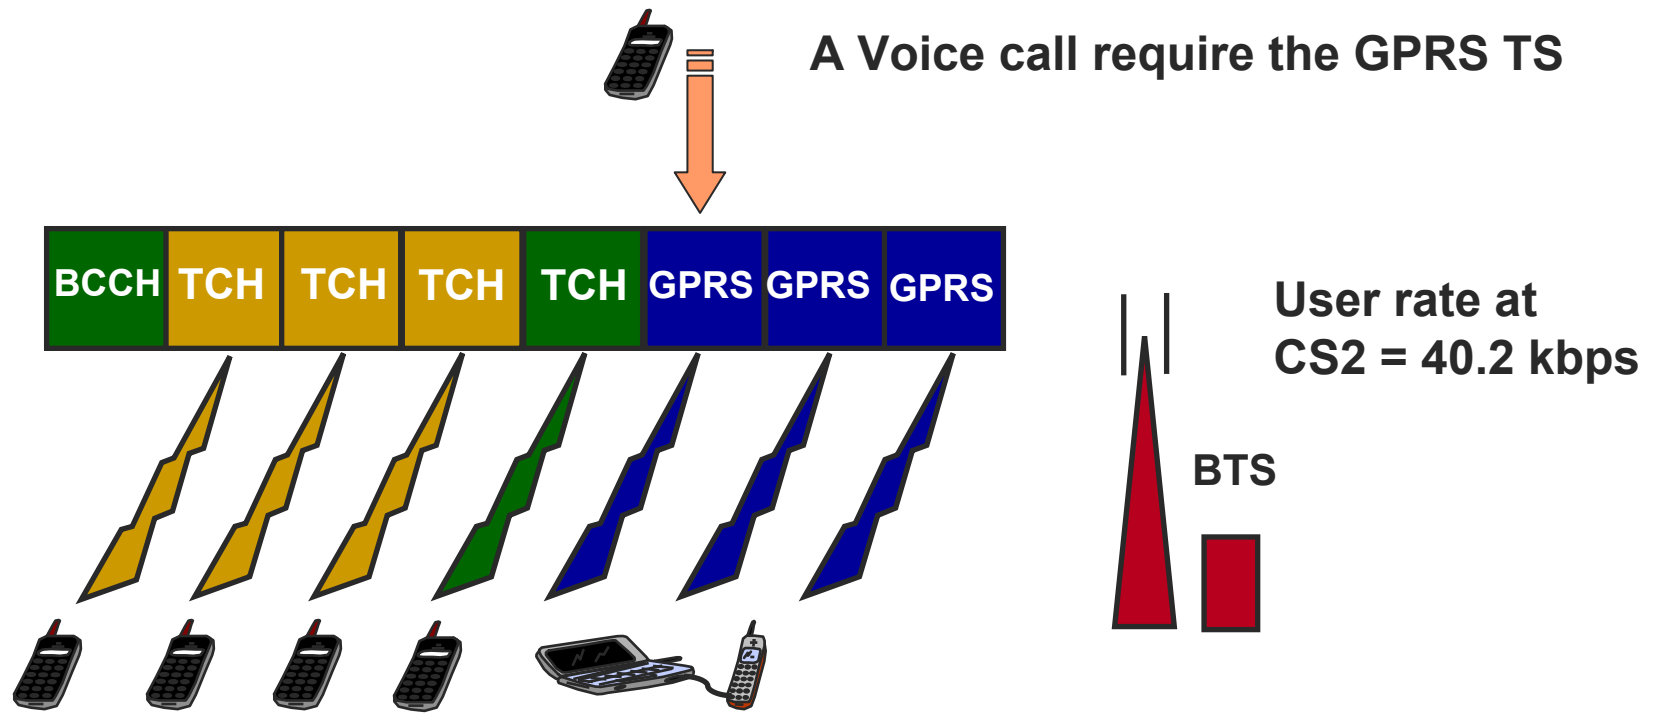 A Voice call require the GPRS TS
BCCH TCH TCH TCH TCH GPRS GPRS GPRS
User rate at
CS2 = 40.2 kbps
BTS